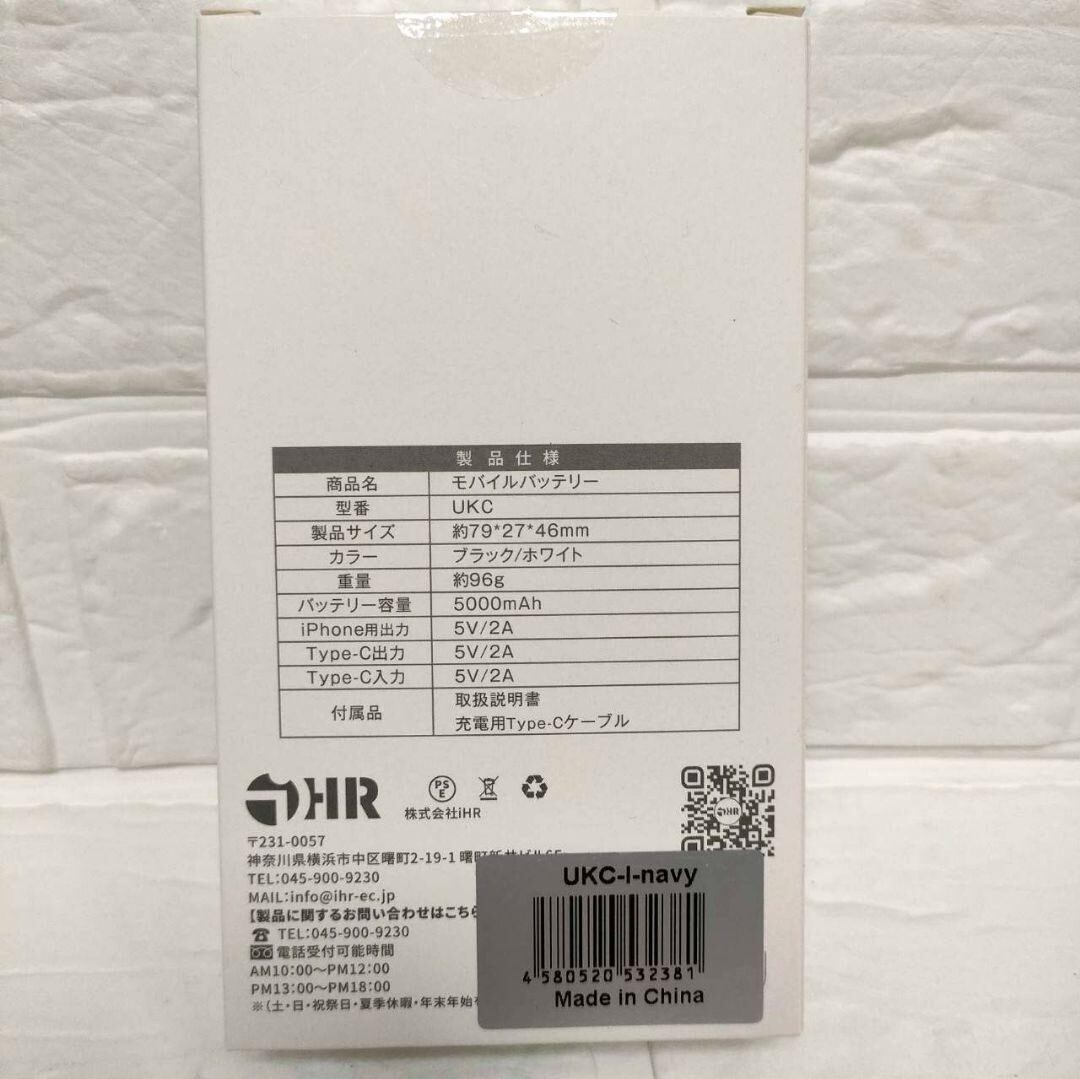 製品仕様
商品名 モバイルバッテリー
型番 UKC
製品サイズ 約79*27*46mm
カラー ブラック/ホワイト
重量 約96g
バッテリー容量 5000mAh
iPhone用出力 5V/2A
Type-C出力 5V/2A
Type-C入力 5V/2A
付属品 取扱説明書
充電用Type-Cケーブル
iHR
PSE
株式会社iHR
iHR
〒231-0057
神奈川県横浜市中区曙町2-19-1
TEL:045-900-9230
MAIL:info@ihr-ec.jp
【製品に関するお問い合わせはこちら
TEL:045-900-9230
電話受付可能時間
AM10:00〜PM12:00
PM13:00〜PM18:00
※(土・日・祝祭日・夏季休暇・年末年始
UKC-I-navy
4 580520 532381
Made in China